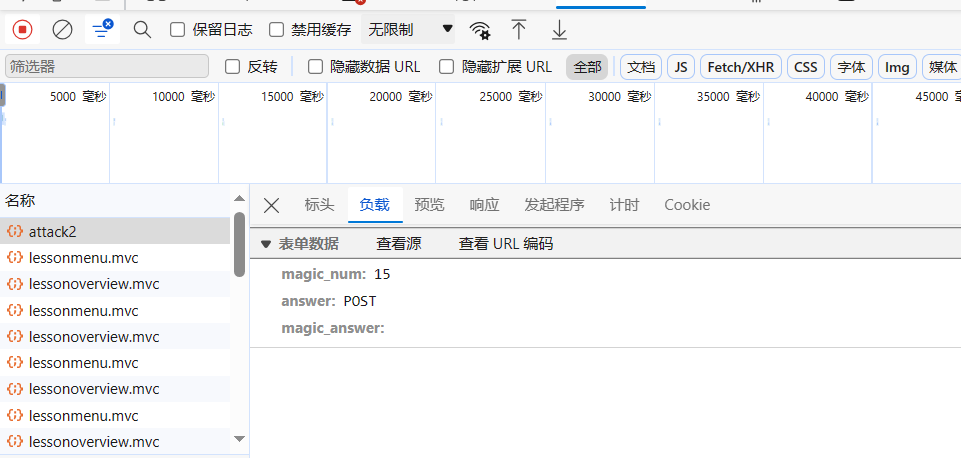 保留日志 禁用缓存 无限制
筛选器 反转 隐藏数据 URL 隐藏扩展 URL 全部 文档 JS Fetch/XHR CSS 字体 Img 媒体
5000 毫秒 10000 毫秒 15000 毫秒 20000 毫秒 25000 毫秒 30000 毫秒 35000 毫秒 40000 毫秒 45000 毫秒
名称
标头 负载 预览 响应 发起程序 计时 Cookie
attack2
lessonmenu.mvc
lessonoverview.mvc
lessonmenu.mvc
lessonoverview.mvc
lessonmenu.mvc
lessonoverview.mvc
lessonmenu.mvc
lessonoverview.mvc
表单数据 查看源 查看 URL 编码
magic_num: 15
answer: POST
magic_answer: